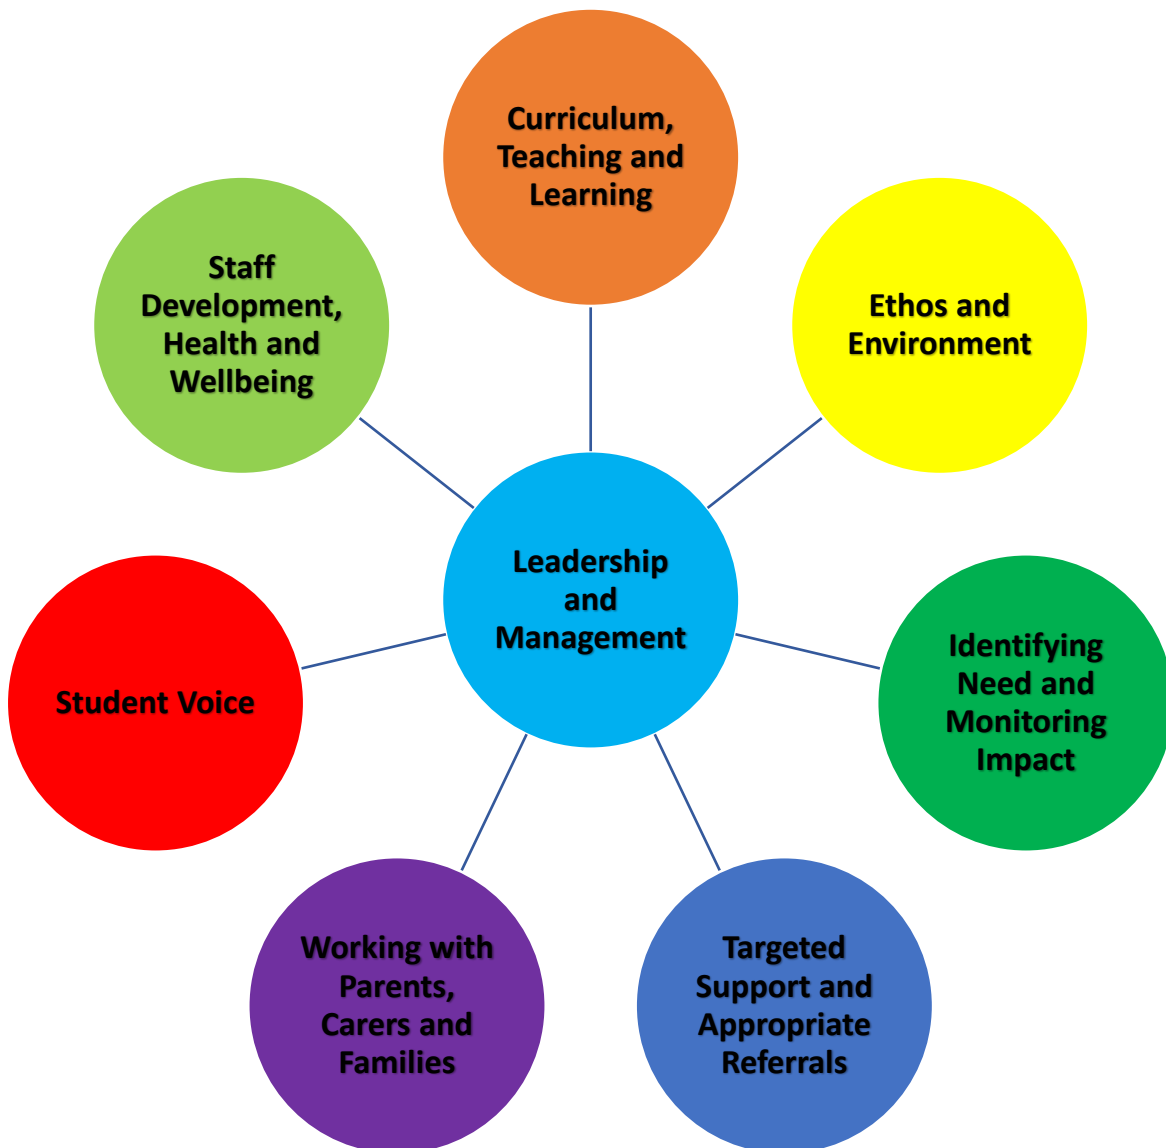 Curriculum,
Teaching and
Learning
Staff
Development,
Health and
Wellbeing
Ethos and
Environment
Leadership
and
Management
Student Voice
Identifying
Need and
Monitoring
Impact
Working with
Parents,
Carers and
Families
Targeted
Support and
Appropriate
Referrals